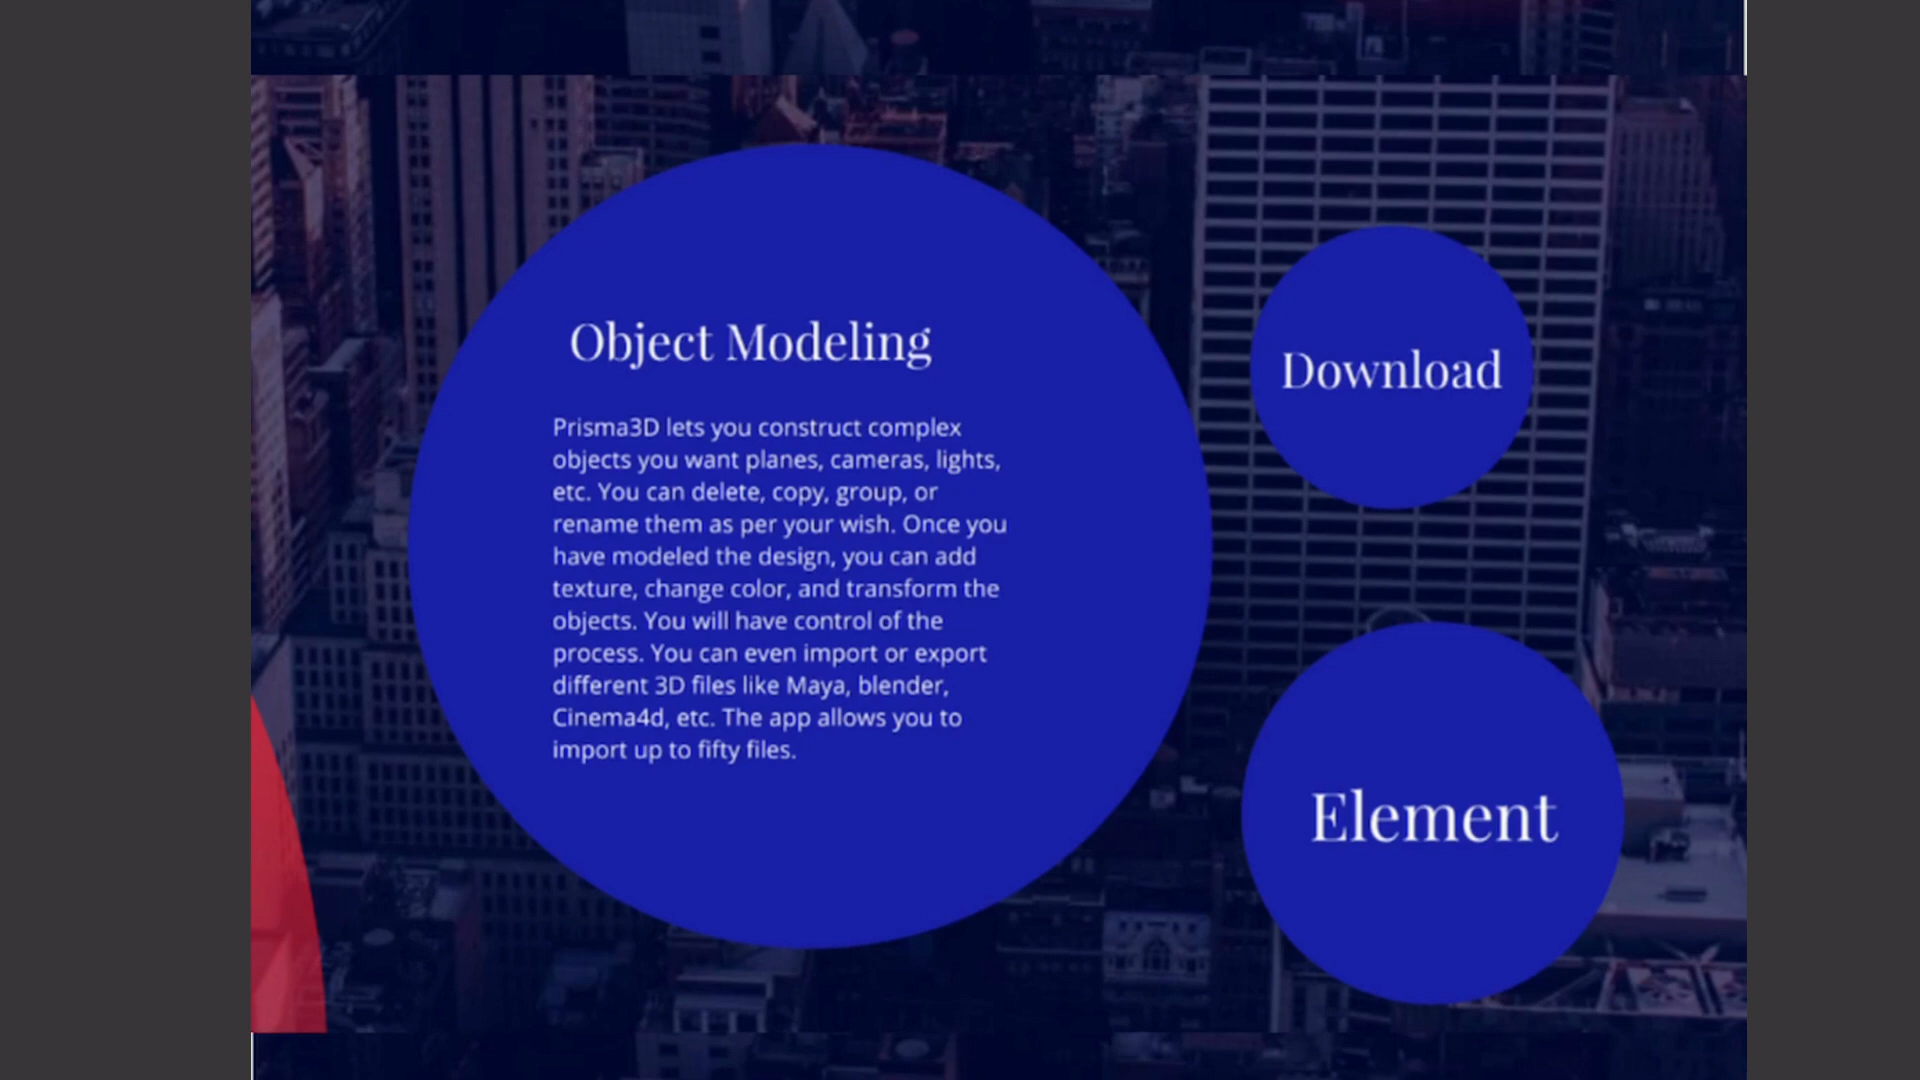 Object Modeling
Prisma3D lets you construct complex
objects you want planes, cameras, lights,
etc. You can delete, copy, group, or
rename them as per your wish. Once you
have modeled the design, you can add
texture, change color, and transform the
objects. You will have control of the
process. You can even import or export
different 3D files like Maya, blender,
Cinema4d, etc. The app allows you to
import up to fifty files.
Download
Element